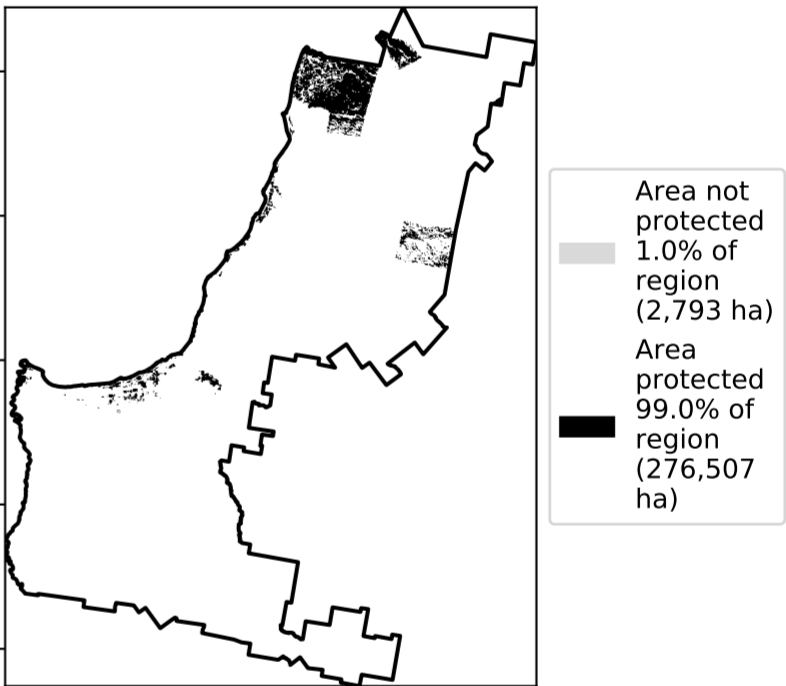 Area not
protected
1.0% of
region
(2,793 ha)
Area
protected
99.0% of
region
(276,507
ha)